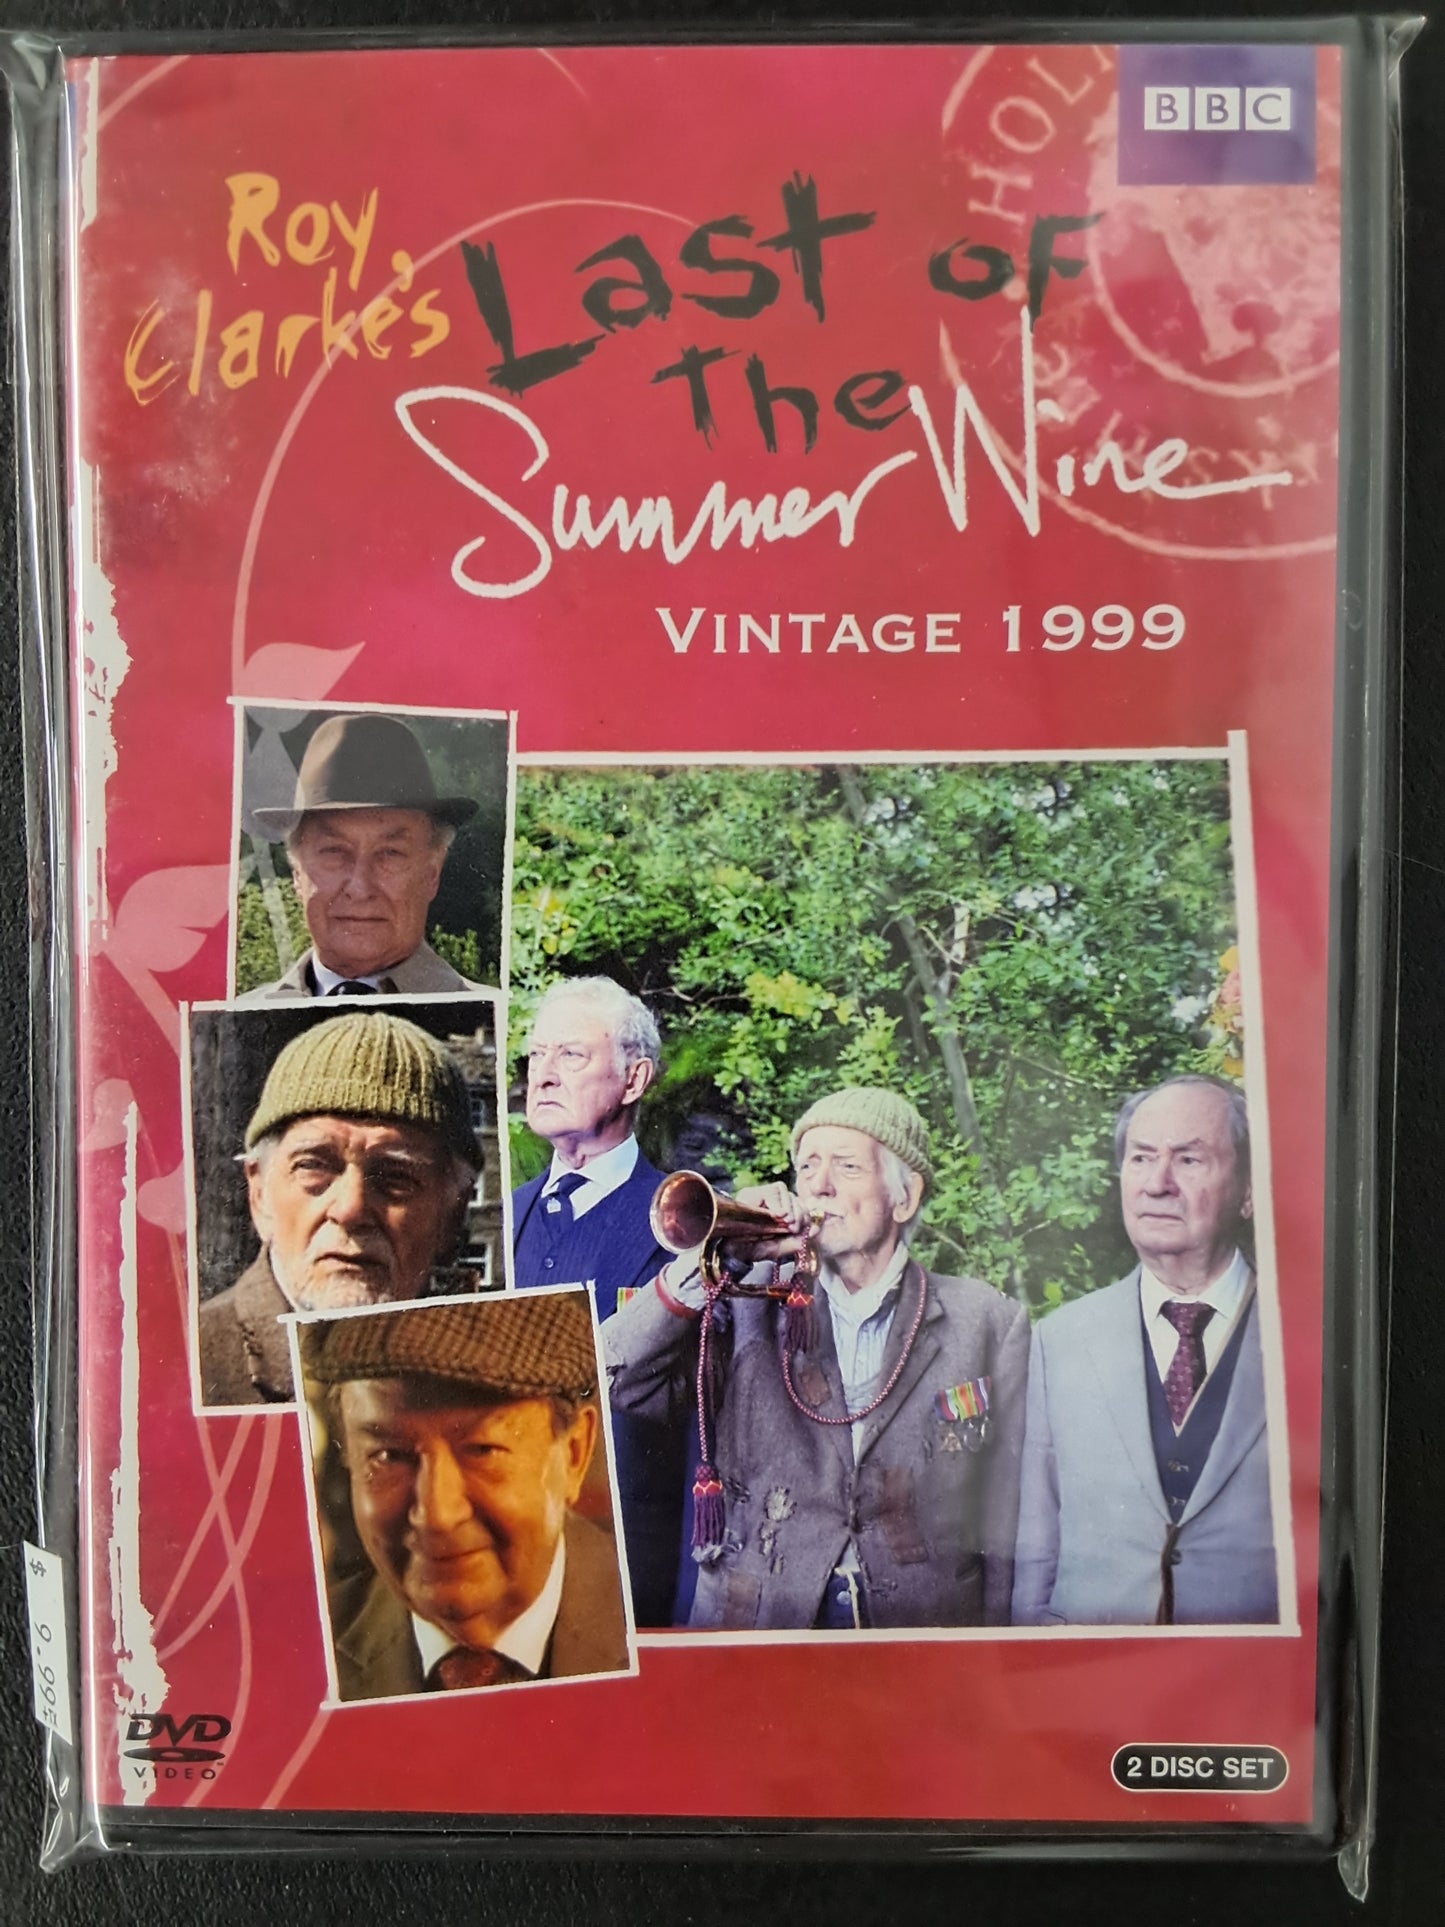 BBC
Roy
Clarke's
Last of
the
Summer Wine
VINTAGE 1999
$ 9.99±
DVD
VIDEO
2 DISC SET